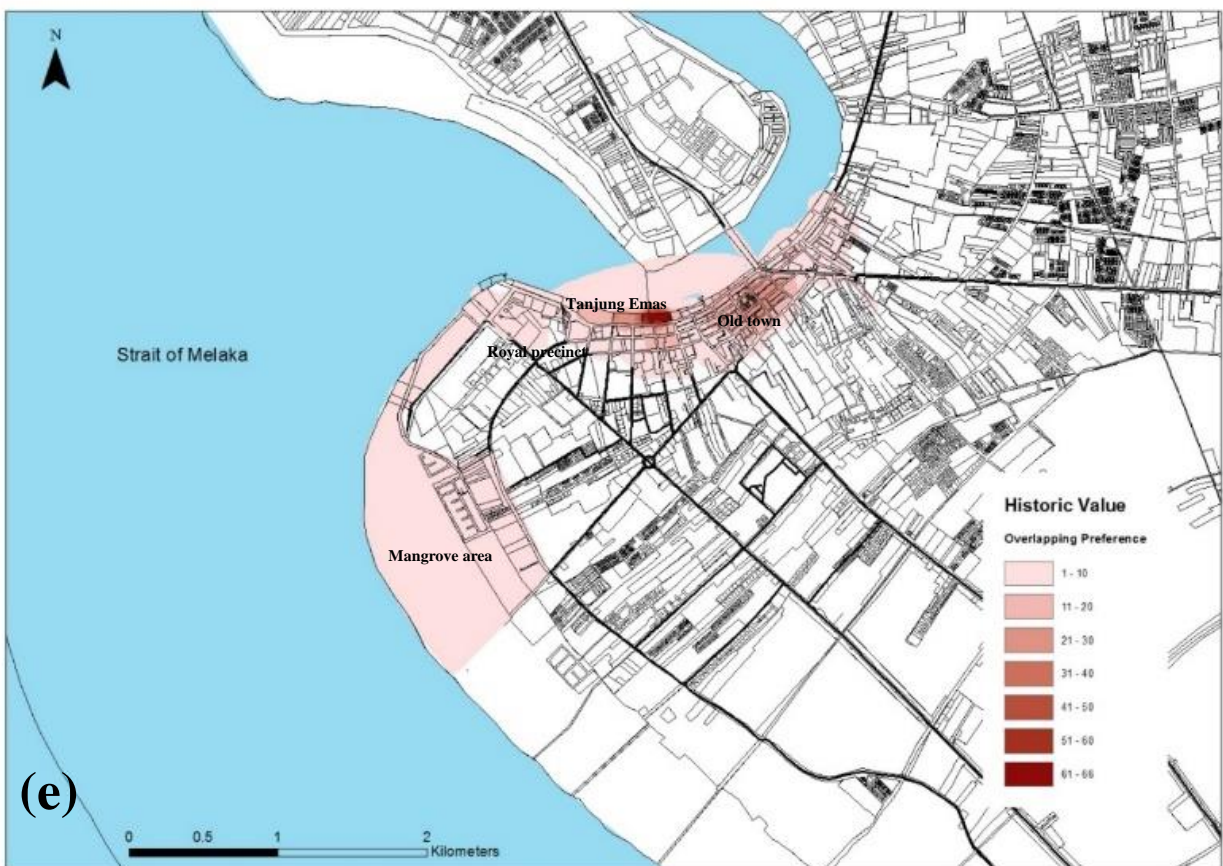 N
Tanjung Emas
Old town
Royal precinct
Strait of Melaka
Mangrove area
Historic Value
Overlapping Preference
1 - 10
11 - 20
21 - 30
31 - 40
41 - 50
51 - 60
61 - 66
(e)
0 0.5 1 2
Kilometers